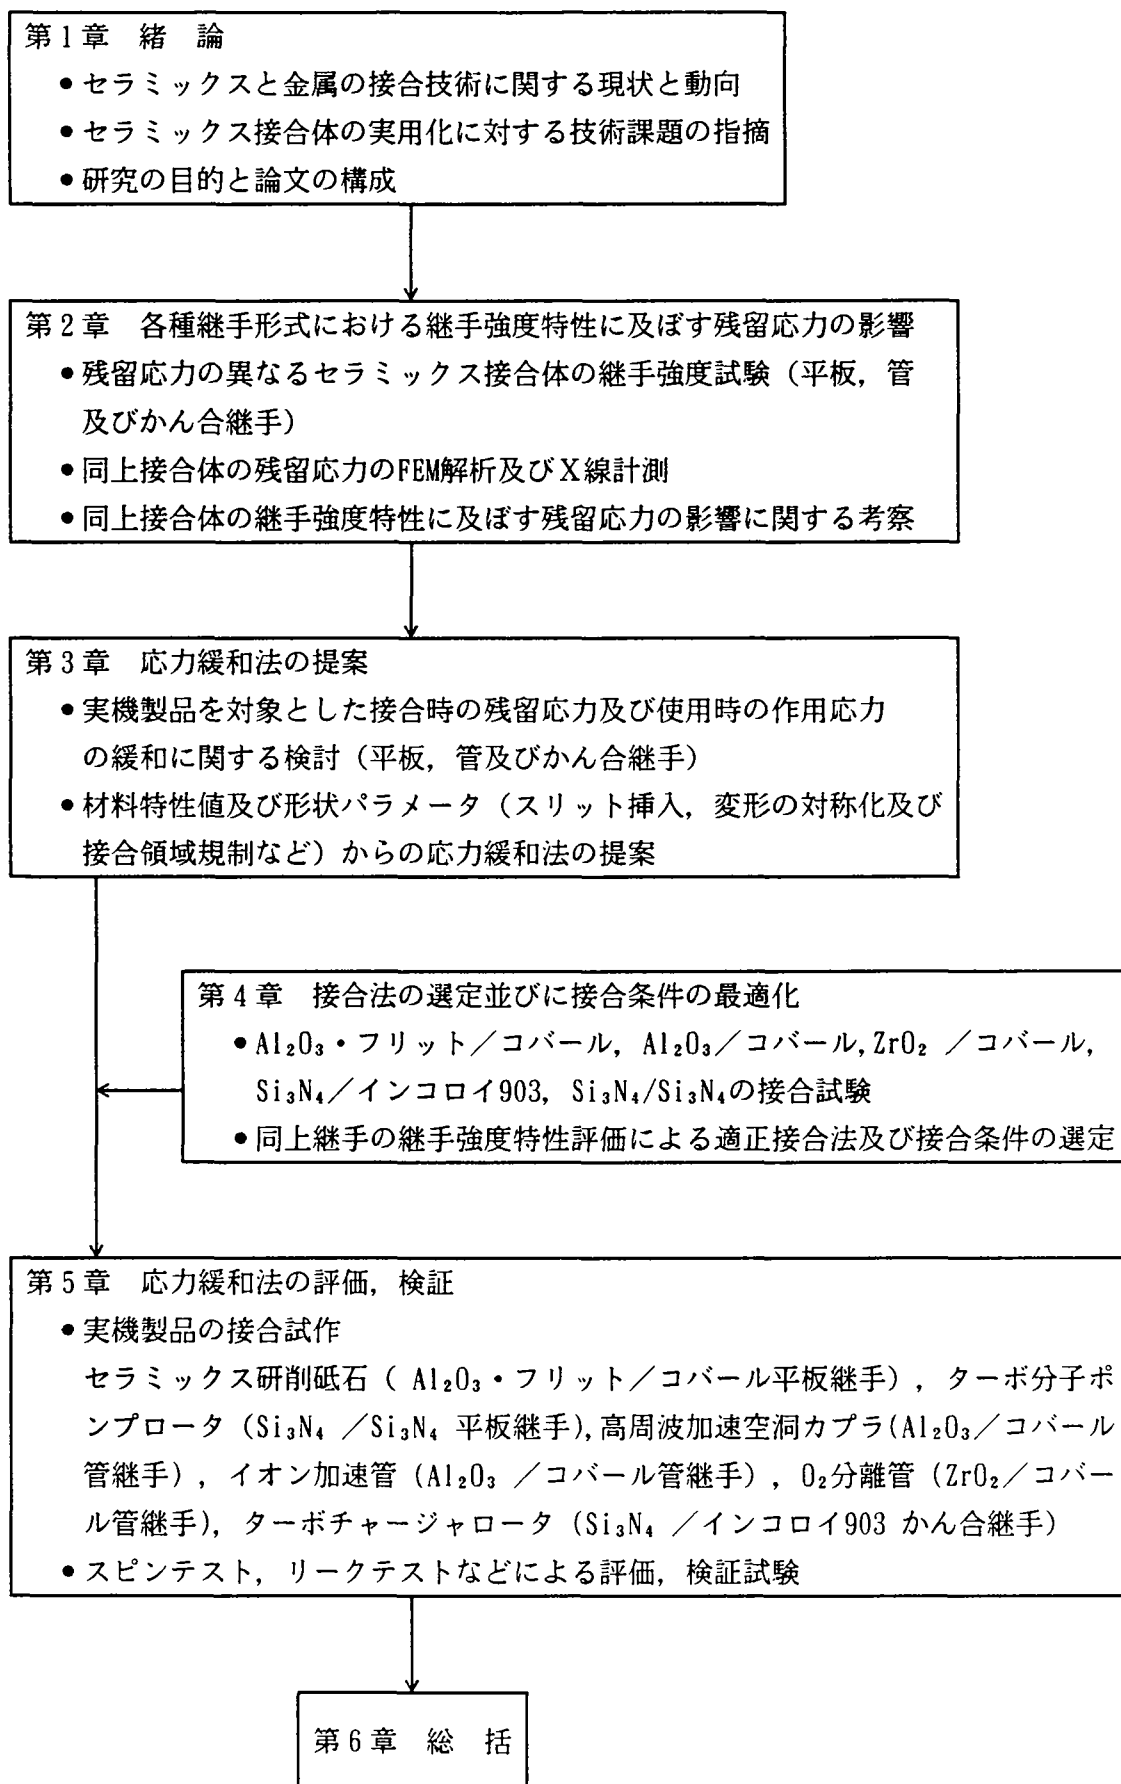 第1章 緒 論
● セラミックスと金属の接合技術に関する現状と動向
● セラミックス接合体の実用化に対する技術課題の指摘
● 研究の目的と論文の構成
第2章 各種継手形式における継手強度特性に及ぼす残留応力の影響
● 残留応力の異なるセラミックス接合体の継手強度試験（平板，管
及びかん合継手）
● 同上接合体の残留応力のFEM解析及びX線計測
● 同上接合体の継手強度特性に及ぼす残留応力の影響に関する考察
第3章 応力緩和法の提案
● 実機製品を対象とした接合時の残留応力及び使用時の作用応力
の緩和に関する検討（平板，管及びかん合継手）
● 材料特性値及び形状パラメータ（スリット挿入，変形の対称化及び
接合領域規制など）からの応力緩和法の提案
第4章 接合法の選定並びに接合条件の最適化
● Al₂O₃・フリット／コバール，Al₂O₃／コバール，ZrO₂ ／コバール，
Si₃N₄／インコロイ903，Si₃N₄/Si₃N₄の接合試験
● 同上継手の継手強度特性評価による適正接合法及び接合条件の選定
第5章 応力緩和法の評価，検証
● 実機製品の接合試作
セラミックス研削砥石（ Al₂O₃・フリット／コバール平板継手），ターボ分子ポ
ンプロータ（Si₃N₄ ／Si₃N₄ 平板継手），高周波加速空洞カプラ（Al₂O₃／コバール
管継手），イオン加速管（Al₂O₃ ／コバール管継手），O₂分離管（ZrO₂／コバー
ル管継手），ターボチャージャロータ（Si₃N₄ ／インコロイ903 かん合継手）
● スピンテスト，リークテストなどによる評価，検証試験
第6章 総 括